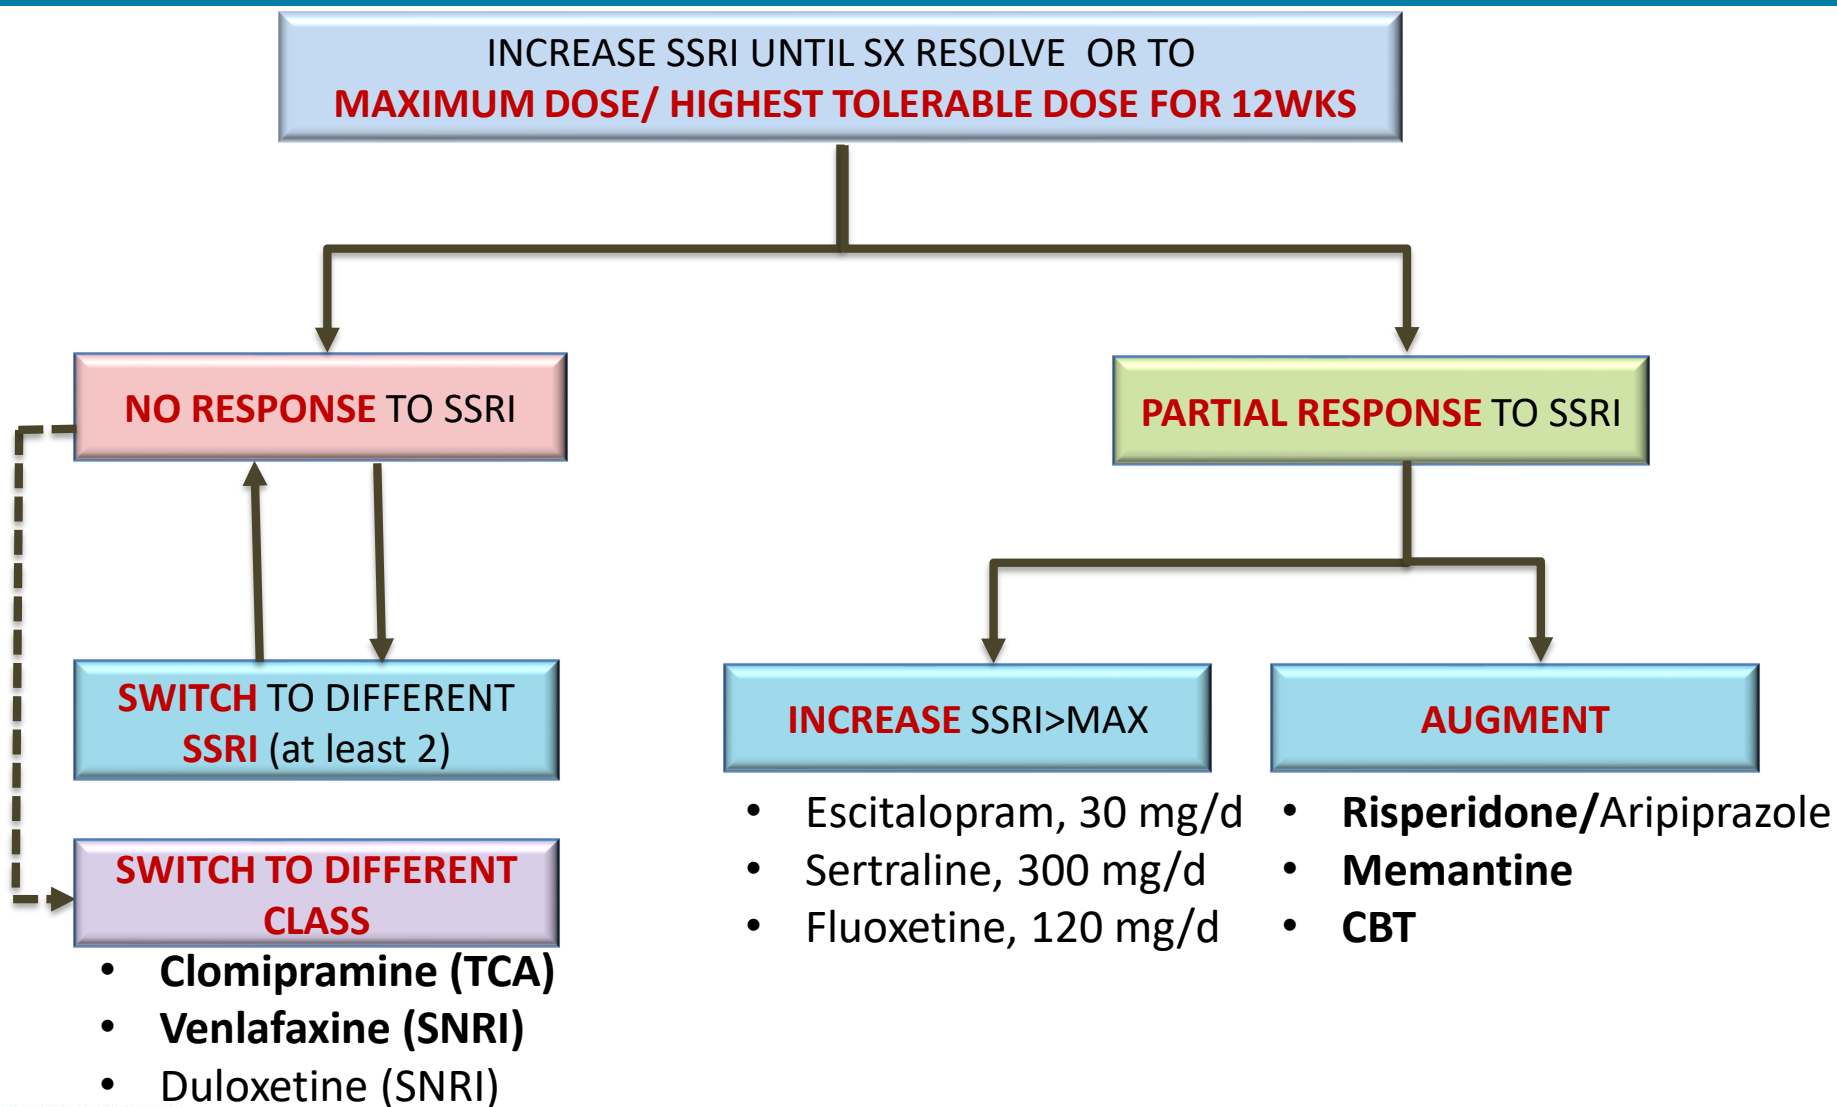 INCREASE SSRI UNTIL SX RESOLVE OR TO
MAXIMUM DOSE/ HIGHEST TOLERABLE DOSE FOR 12WKS
NO RESPONSE TO SSRI
PARTIAL RESPONSE TO SSRI
SWITCH TO DIFFERENT
SSRI (at least 2)
SWITCH TO DIFFERENT
CLASS
• Clomipramine (TCA)
• Venlafaxine (SNRI)
• Duloxetine (SNRI)
INCREASE SSRI>MAX
• Escitalopram, 30 mg/d
• Sertraline, 300 mg/d
• Fluoxetine, 120 mg/d
AUGMENT
• Risperidone/Aripiprazole
• Memantine
• CBT